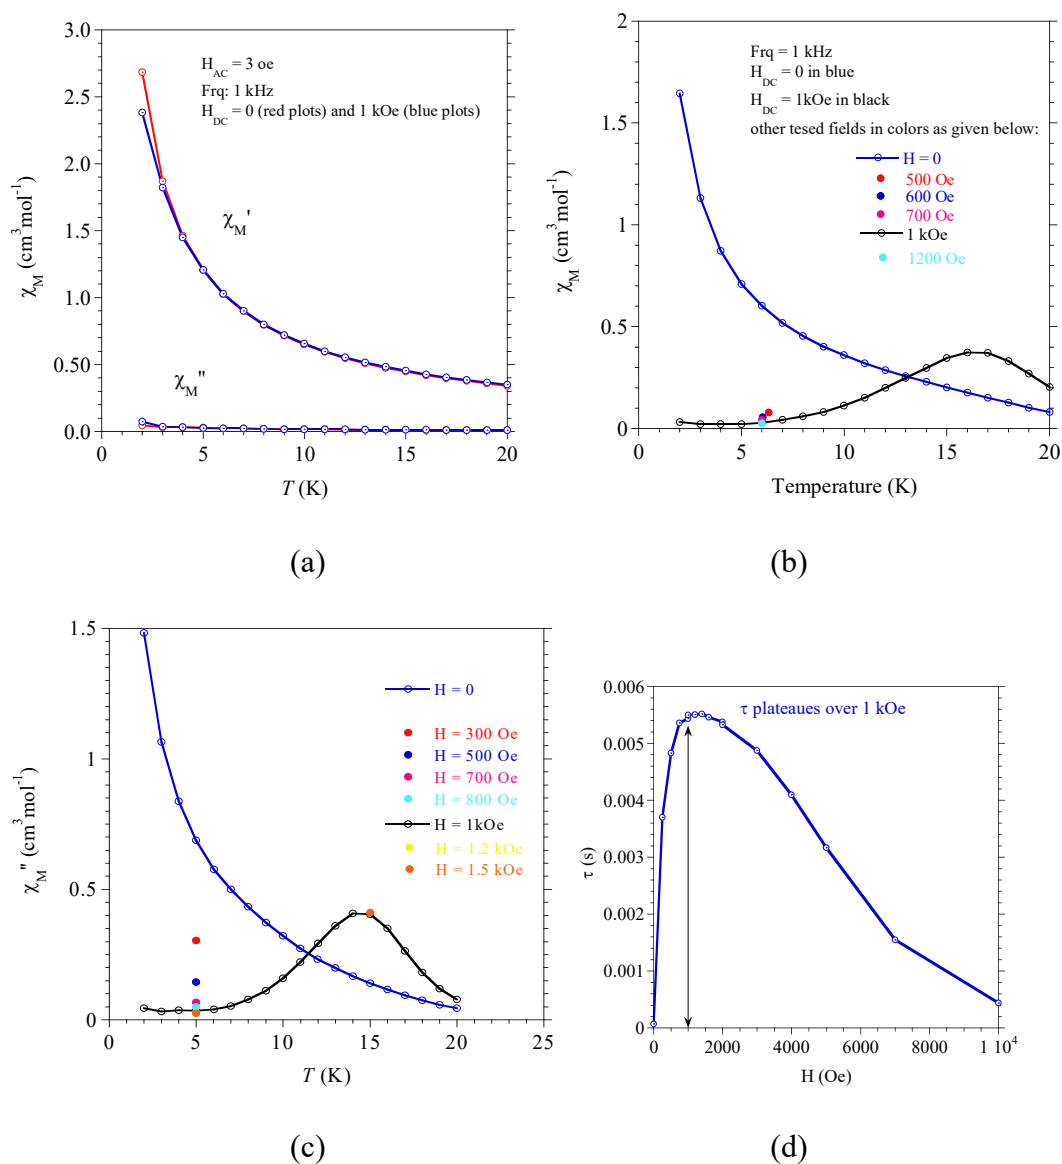 3.0
2.5
2.0
1.5
1.0
0.50
0.0
0
5
10
15
20
χM (cm³mol⁻¹)
T (K)
HAC = 3 oe
Frq: 1 kHz
HDC = 0 (red plots) and 1 kOe (blue plots)
χM'
χM"
(a)
2
1.5
1
0.5
0
0
5
10
15
20
χM (cm³mol⁻¹)
Temperature (K)
Frq = 1 kHz
HDC = 0 in blue
HDC = 1kOe in black
other tesed fields in colors as given below:
H = 0
500 Oe
600 Oe
700 Oe
1 kOe
1200 Oe
(b)
1.5
1
0.5
0
0
5
10
15
20
25
χM" (cm³mol⁻¹)
T (K)
H = 0
H = 300 Oe
H = 500 Oe
H = 700 Oe
H = 800 Oe
H = 1kOe
H = 1.2 kOe
H = 1.5 kOe
(c)
0.006
0.005
0.004
0.003
0.002
0.001
0
0
2000
4000
6000
8000
1 10⁴
τ (s)
H (Oe)
τ plateaues over 1 kOe
(d)